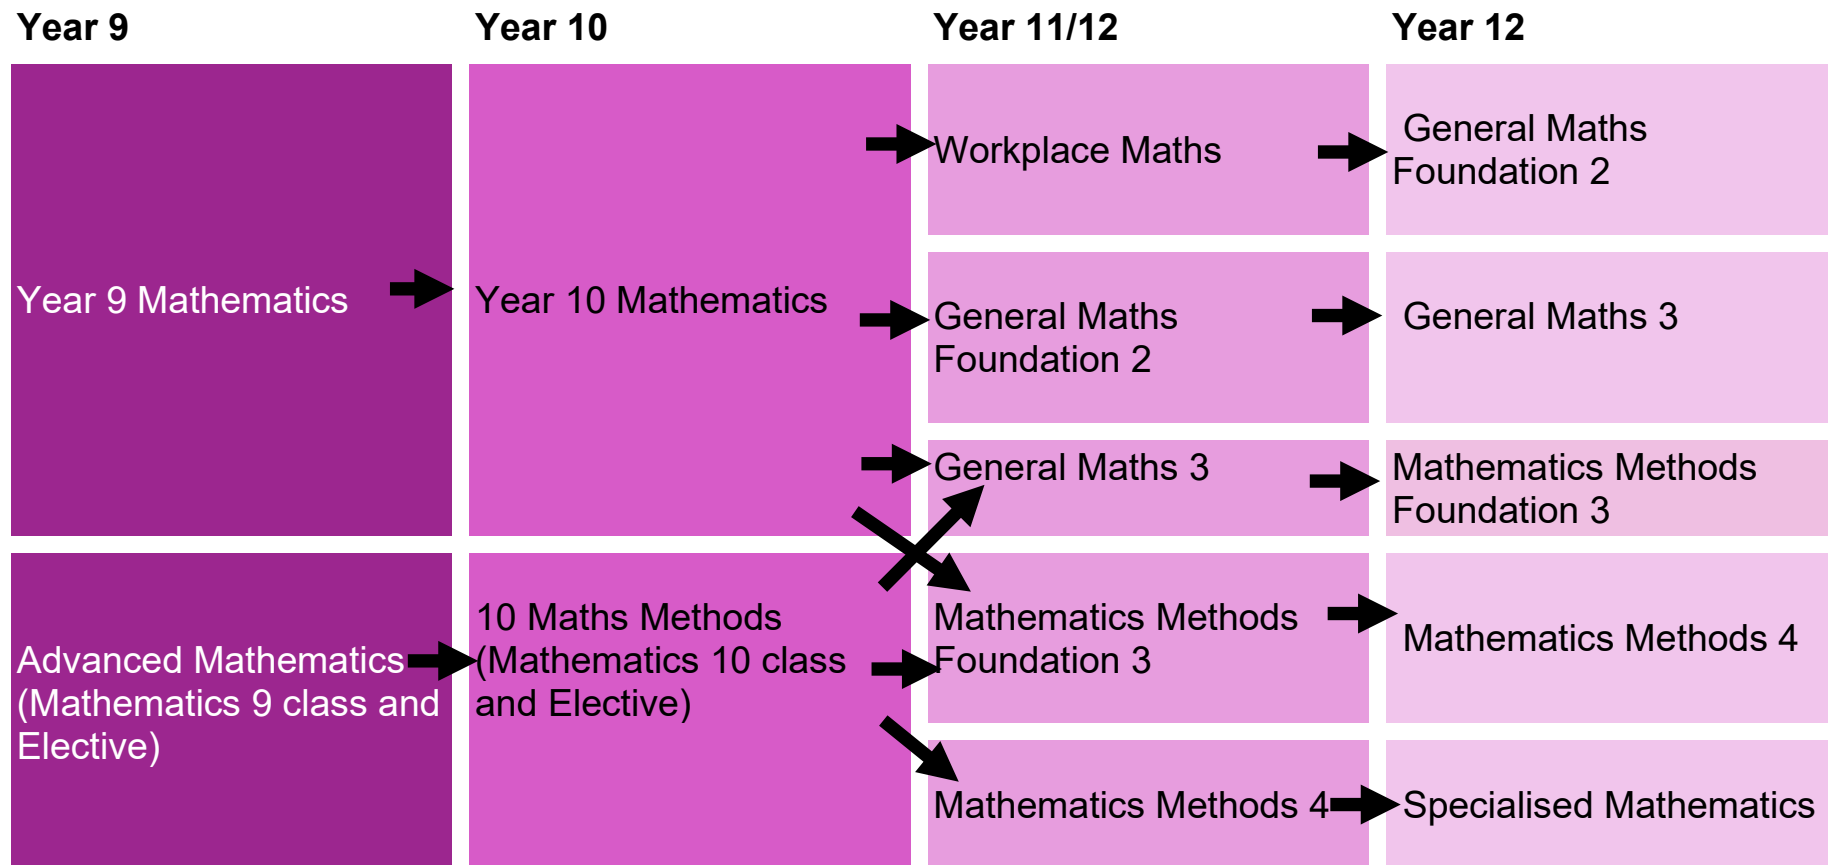 Year 9
Year 10
Year 11/12
Year 12
Year 9 Mathematics
Year 10 Mathematics
Workplace Maths
General Maths
Foundation 2
General Maths
Foundation 2
General Maths 3
General Maths 3
Mathematics Methods
Foundation 3
Advanced Mathematics
(Mathematics 9 class and
Elective)
10 Maths Methods
(Mathematics 10 class
and Elective)
Mathematics Methods
Foundation 3
Mathematics Methods 4
Mathematics Methods 4
Specialised Mathematics